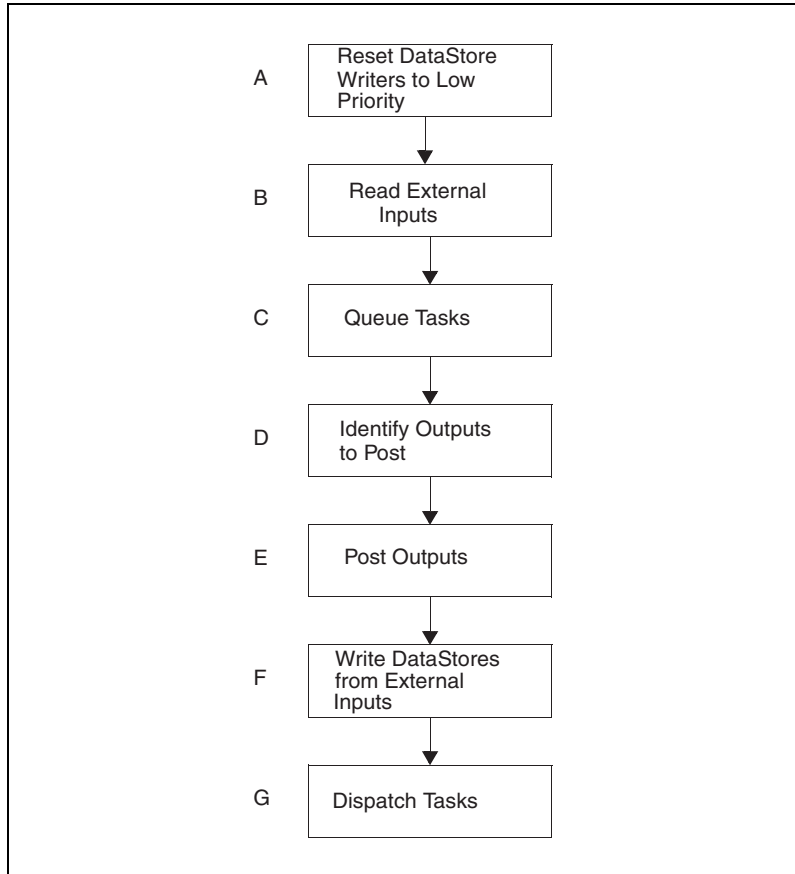 A
Reset DataStore
Writers to Low
Priority
B
Read External
Inputs
C
Queue Tasks
D
Identify Outputs
to Post
E
Post Outputs
F
Write DataStores
from External
Inputs
G
Dispatch Tasks